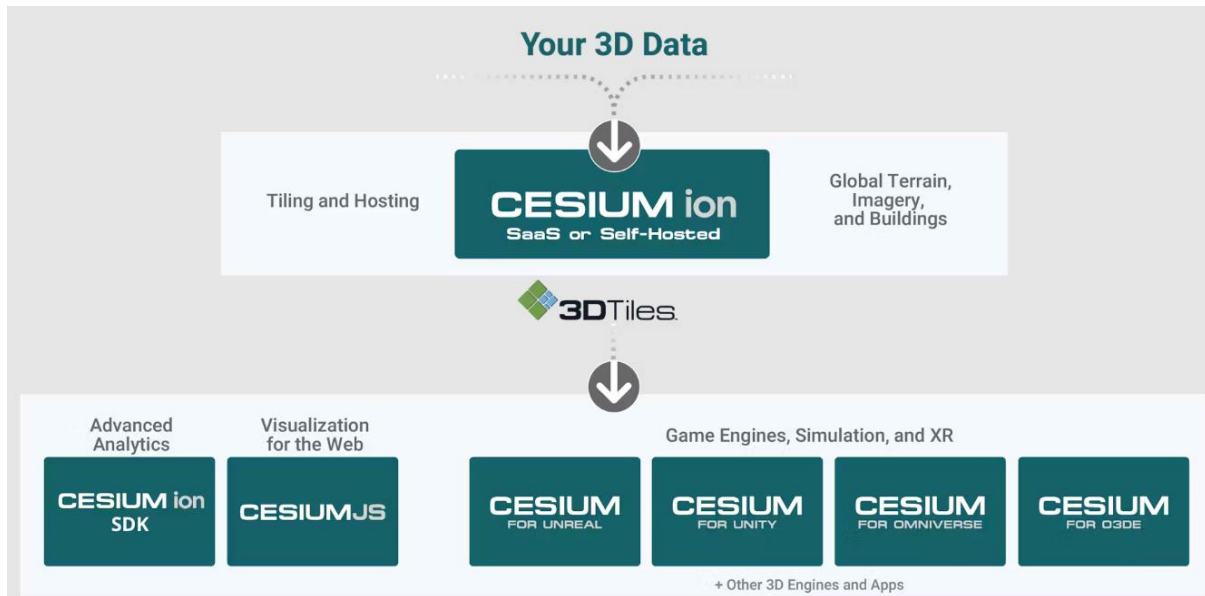 Your 3D Data
Tiling and Hosting
CESIUM ion
SaaS or Self-Hosted
Global Terrain,
Imagery,
and Buildings
3DTiles
Advanced
Analytics
CESIUM ion
SDK
Visualization
for the Web
CESIUMJS
Game Engines, Simulation, and XR
CESIUM
FOR UNREAL
CESIUM
FOR UNITY
CESIUM
FOR OMNIVERSE
CESIUM
FOR O3DE
+ Other 3D Engines and Apps